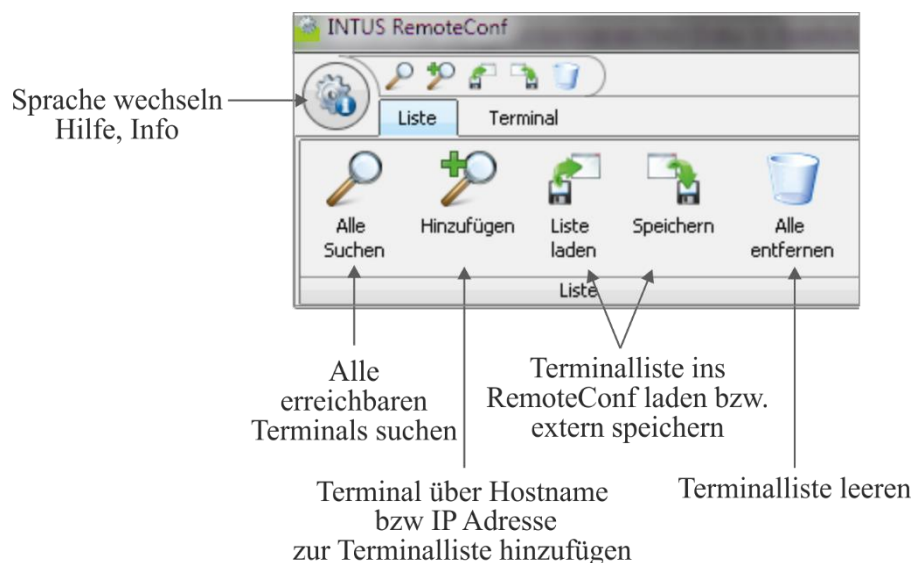 INTUS RemoteConf
Sprache wechseln
Hilfe, Info
Liste Terminal
Alle
Suchen
Hinzufügen
Liste
laden
Speichern
Alle
entfernen
Liste
Alle
erreichbaren
Terminals suchen
Terminalliste ins
RemoteConf laden bzw.
extern speichern
Terminal über Hostname
bzw IP Adresse
zur Terminalliste hinzufügen
Terminalliste leeren